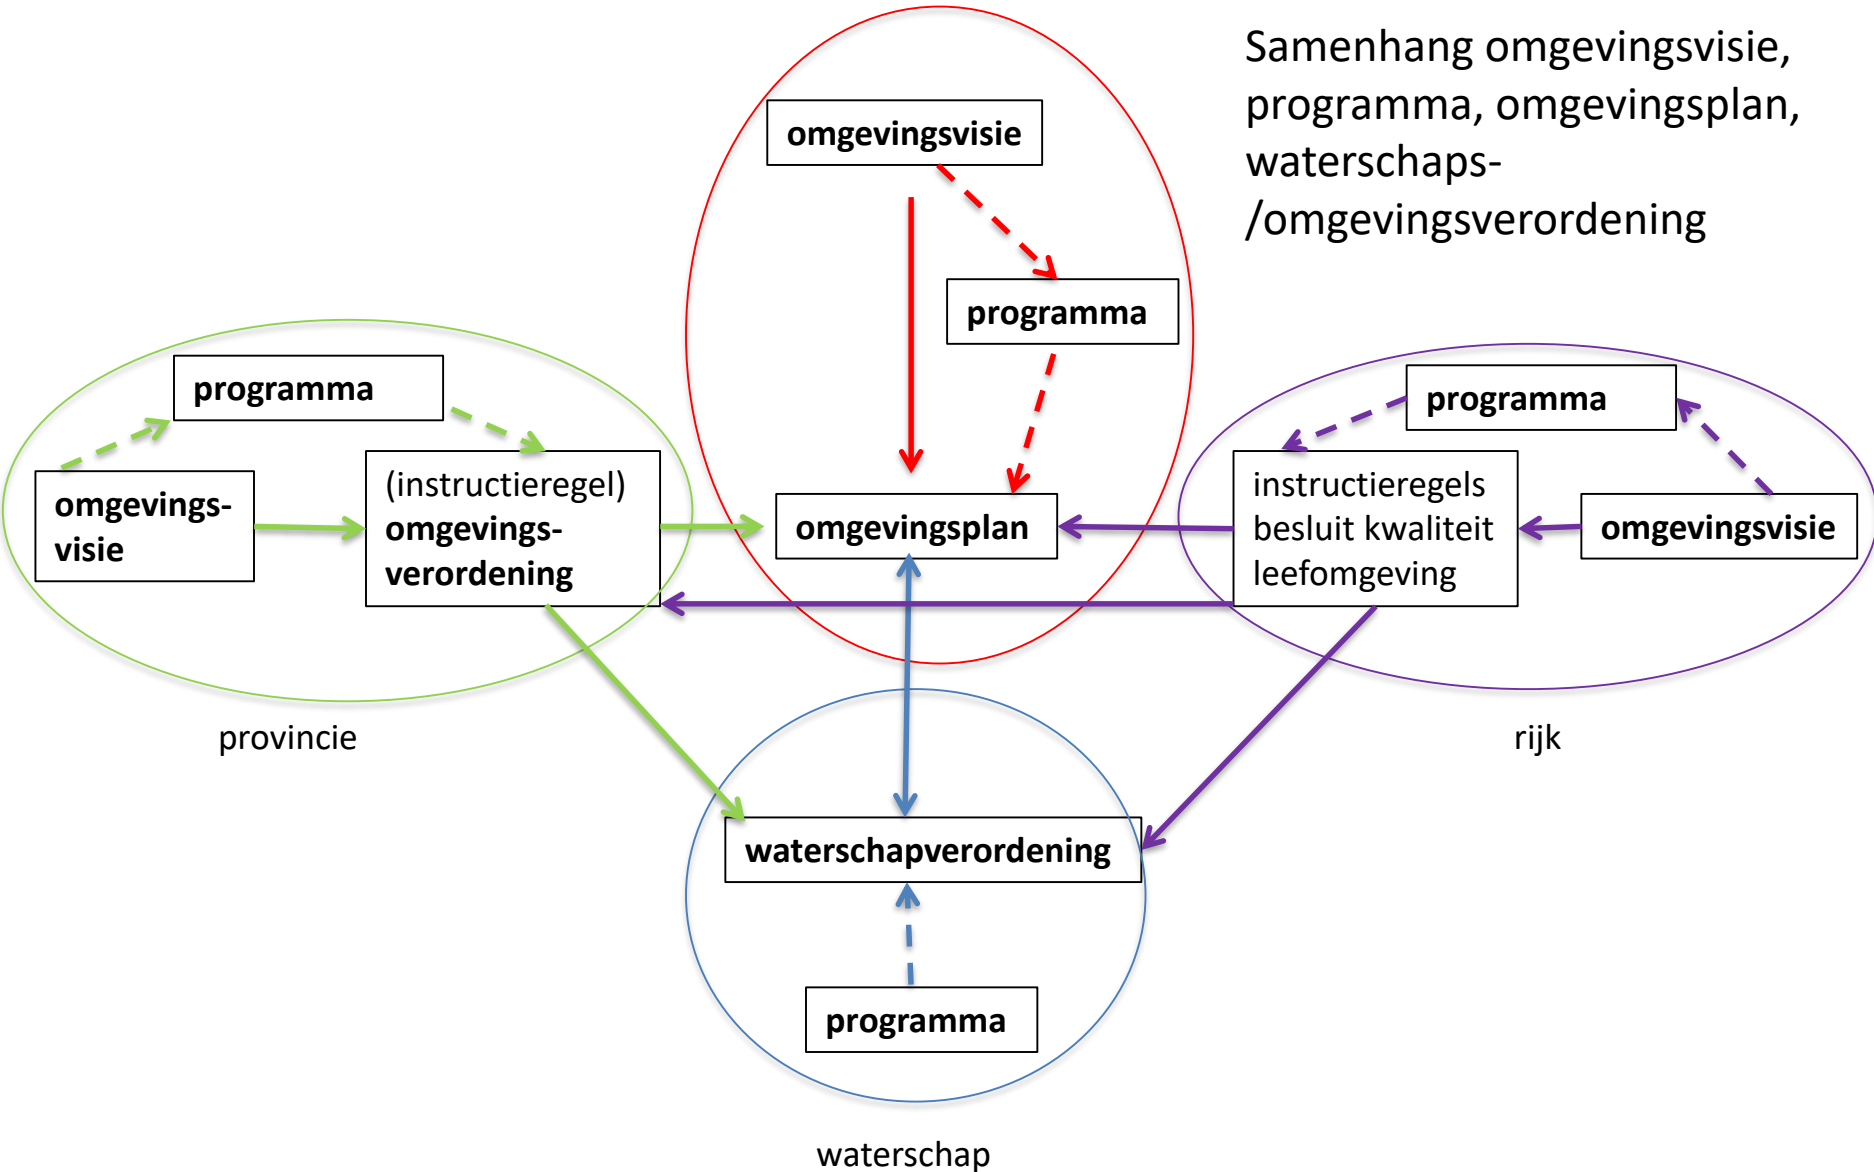 Samenhang omgevingsvisie,
programma, omgevingsplan,
waterschaps-
/omgevingsverordening
omgevingsvisie
programma
omgevingsplan
programma
omgevings-
visie
(instructieregel)
omgevings-
verordening
provincie
programma
instructieregels
besluit kwaliteit
leefomgeving
omgevingsvisie
rijk
waterschapverordening
programma
waterschap